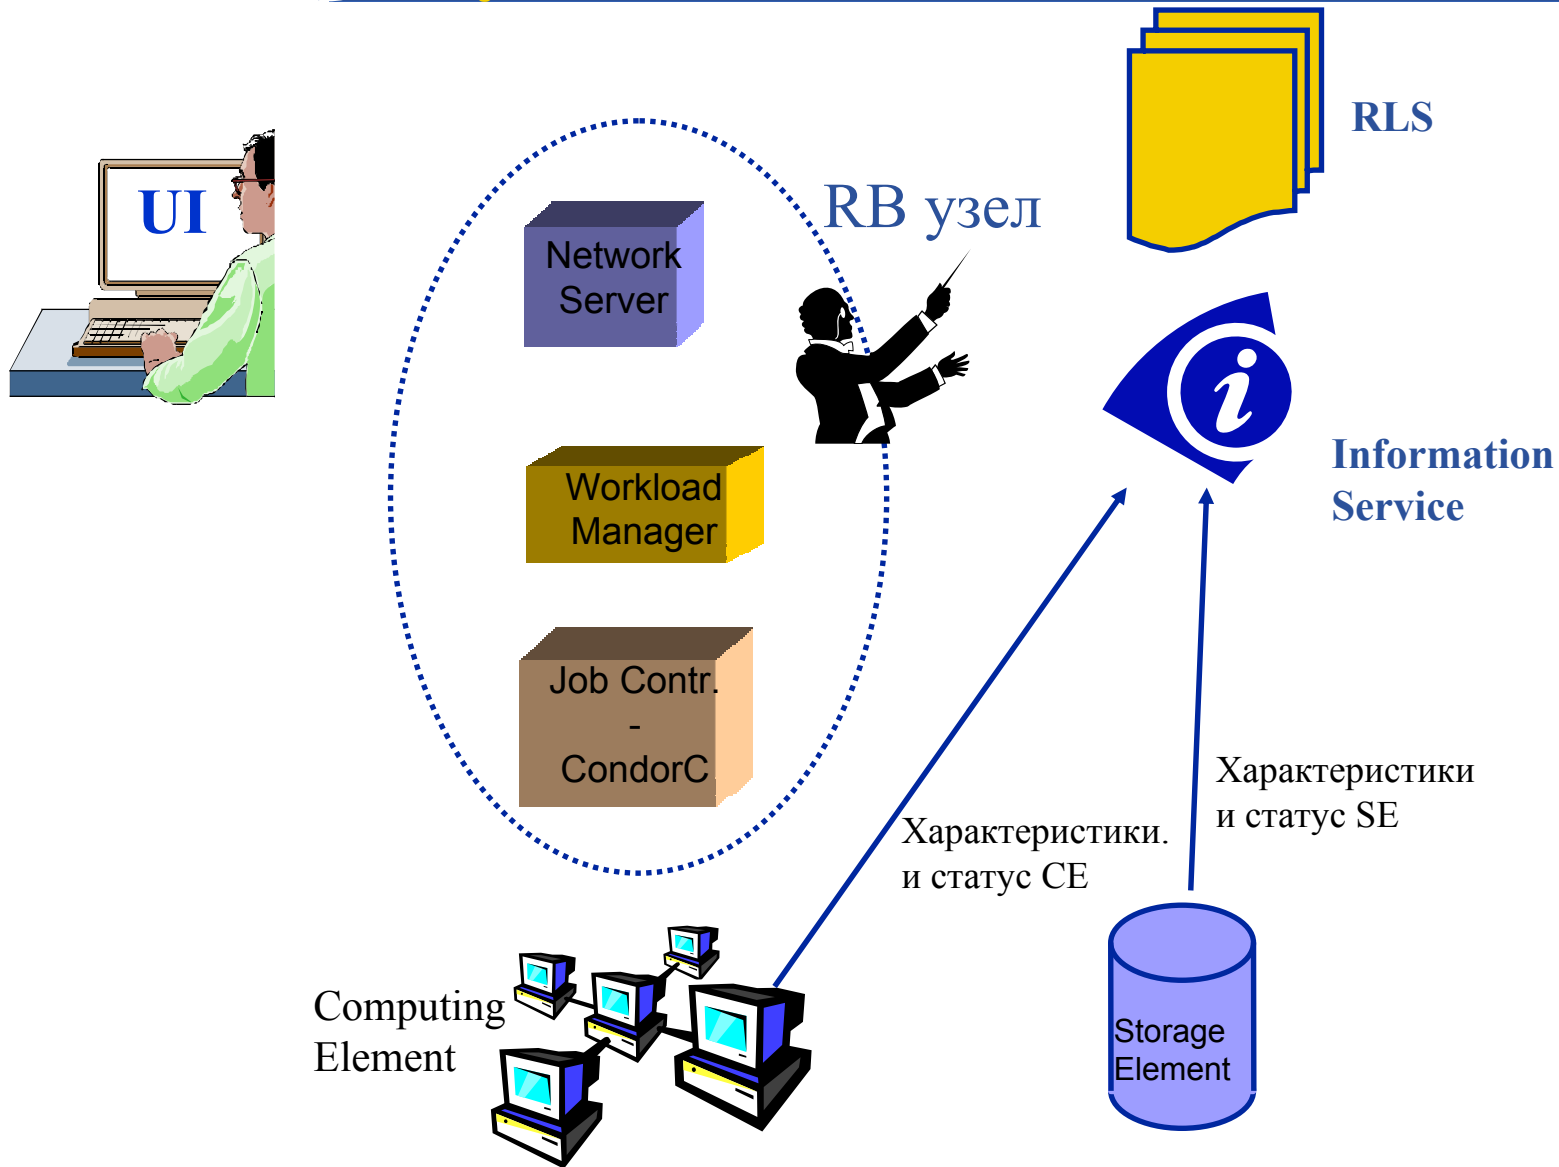 RLS
UI
RB узел
Network
Server
Information
Service
Workload
Manager
Job Contr.
-
CondorC
Характеристики
и статус SE
Характеристики.
и статус CE
Computing
Element
Storage
Element